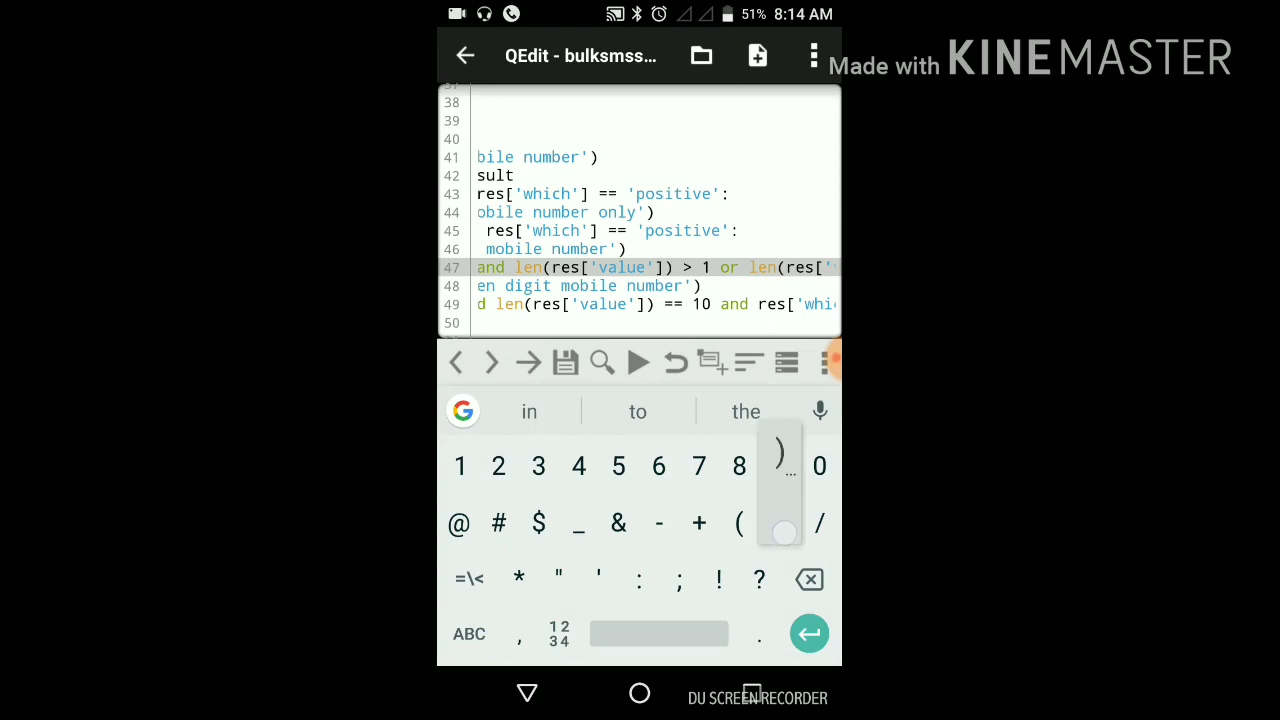 51% 8:14 AM
QEdit - bulksmss...
Made with KINEMASTER
38
39
40
41 bile number')
42 sult
43 res['which'] == 'positive':
44 obile number only')
45 res['which'] == 'positive':
46 mobile number')
47 and len(res['value']) > 1 or len(res['
48 en digit mobile number')
49 d len(res['value']) == 10 and res['whi
50
in to the
1 2 3 4 5 6 7 8 ) ... 0
@ # $ _ & - + ( /
=\< * " ' : ; ! ?
ABC , 12 34 .
DU SCREEN RECORDER